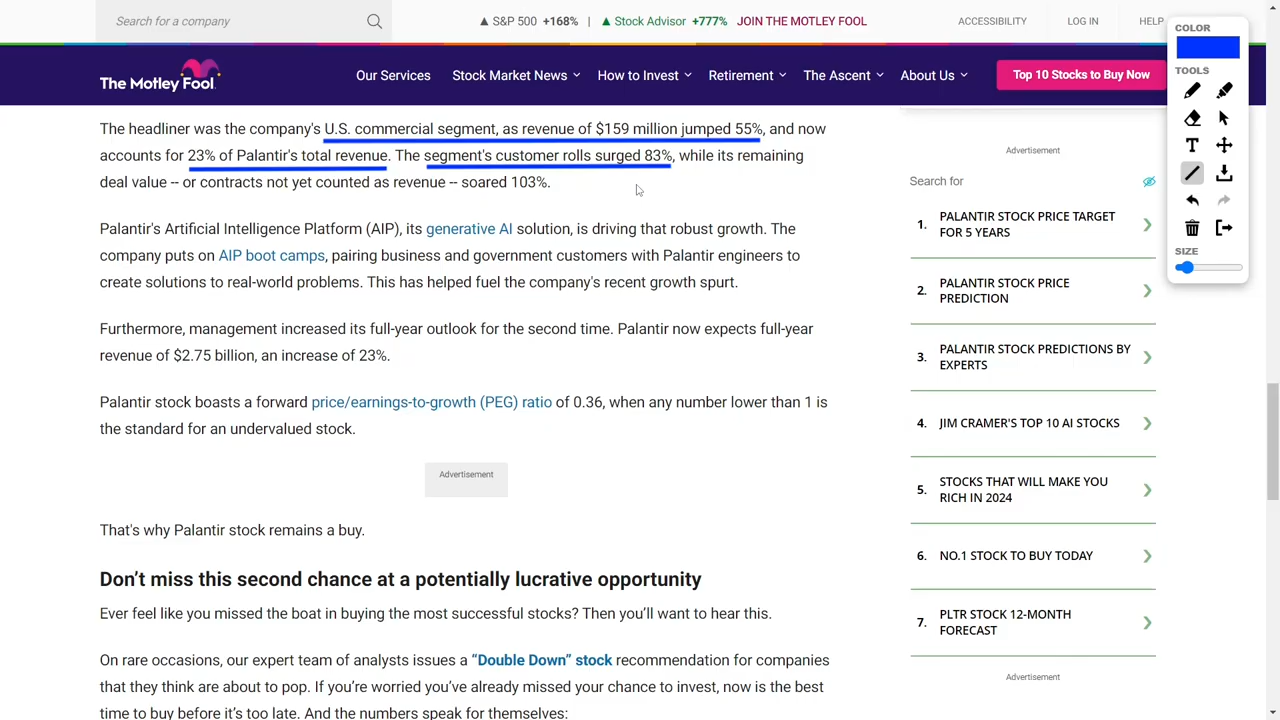 Search for a company
▲ S&P 500 +168% | ▲ Stock Advisor +777% JOIN THE MOTLEY FOOL
ACCESSIBILITY LOG IN HELP
The Motley Fool.
Our Services Stock Market News How to Invest Retirement The Ascent About Us Top 10 Stocks to Buy Now
COLOR
TOOLS
T
SIZE
The headliner was the company's U.S. commercial segment, as revenue of $159 million jumped 55%, and now
accounts for 23% of Palantir's total revenue. The segment's customer rolls surged 83%, while its remaining
deal value -- or contracts not yet counted as revenue -- soared 103%.
Palantir's Artificial Intelligence Platform (AIP), its generative AI solution, is driving that robust growth. The
company puts on AIP boot camps, pairing business and government customers with Palantir engineers to
create solutions to real-world problems. This has helped fuel the company's recent growth spurt.
Furthermore, management increased its full-year outlook for the second time. Palantir now expects full-year
revenue of $2.75 billion, an increase of 23%.
Palantir stock boasts a forward price/earnings-to-growth (PEG) ratio of 0.36, when any number lower than 1 is
the standard for an undervalued stock.
Advertisement
That's why Palantir stock remains a buy.
Don’t miss this second chance at a potentially lucrative opportunity
Ever feel like you missed the boat in buying the most successful stocks? Then you’ll want to hear this.
On rare occasions, our expert team of analysts issues a “Double Down” stock recommendation for companies
that they think are about to pop. If you’re worried you’ve already missed your chance to invest, now is the best
time to buy before it’s too late. And the numbers speak for themselves:
Advertisement
Search for
1. PALANTIR STOCK PRICE TARGET
FOR 5 YEARS
2. PALANTIR STOCK PRICE
PREDICTION
3. PALANTIR STOCK PREDICTIONS BY
EXPERTS
4. JIM CRAMER'S TOP 10 AI STOCKS
5. STOCKS THAT WILL MAKE YOU
RICH IN 2024
6. NO.1 STOCK TO BUY TODAY
7. PLTR STOCK 12-MONTH
FORECAST
Advertisement